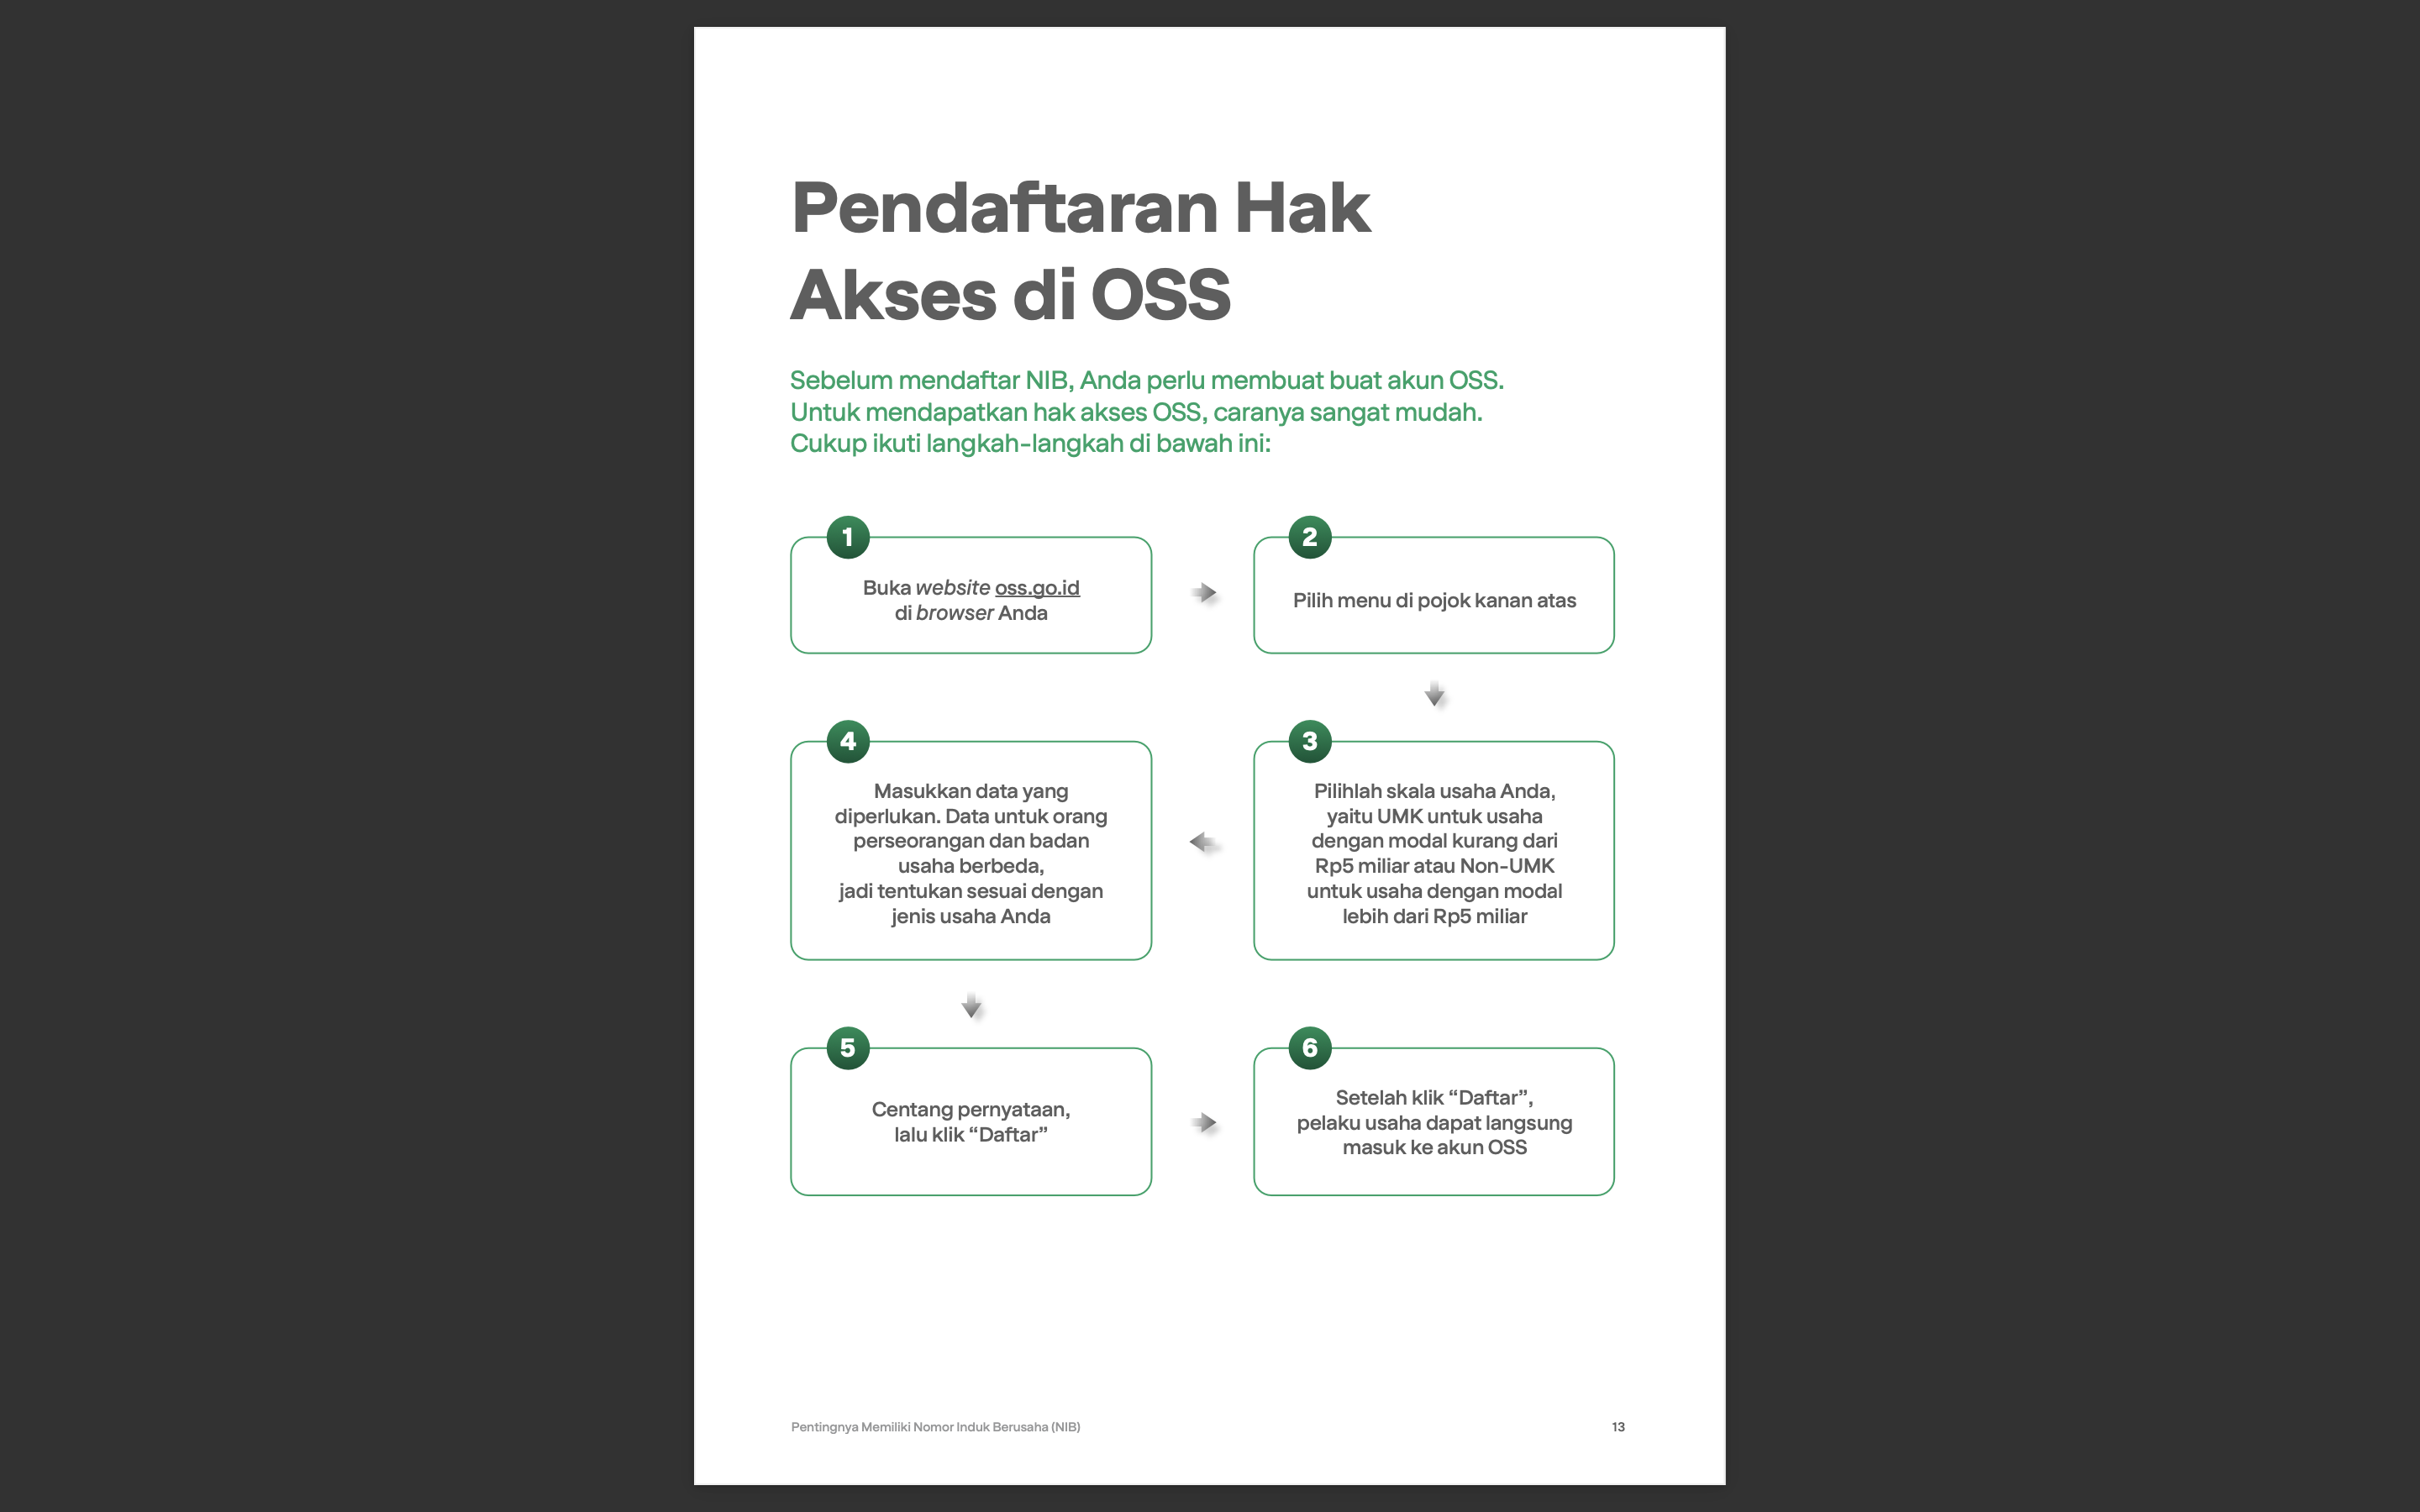 Pendaftaran Hak
Akses di OSS
Sebelum mendaftar NIB, Anda perlu membuat buat akun OSS.
Untuk mendapatkan hak akses OSS, caranya sangat mudah.
Cukup ikuti langkah-langkah di bawah ini:
1
Buka website oss.go.id
di browser Anda
2
Pilih menu di pojok kanan atas
3
Pilihlah skala usaha Anda,
yaitu UMK untuk usaha
dengan modal kurang dari
Rp5 miliar atau Non-UMK
untuk usaha dengan modal
lebih dari Rp5 miliar
4
Masukkan data yang
diperlukan. Data untuk orang
perseorangan dan badan
usaha berbeda,
jadi tentukan sesuai dengan
jenis usaha Anda
5
Centang pernyataan,
lalu klik “Daftar”
6
Setelah klik “Daftar”,
pelaku usaha dapat langsung
masuk ke akun OSS
Pentingnya Memiliki Nomor Induk Berusaha (NIB)
13